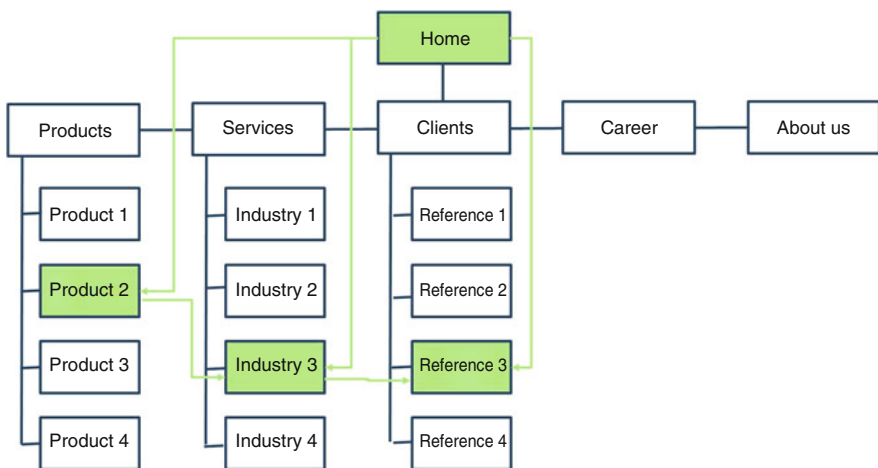 Home
Products
Services
Clients
Career
About us
Product 1
Industry 1
Reference 1
Product 2
Industry 2
Reference 2
Product 3
Industry 3
Reference 3
Product 4
Industry 4
Reference 4